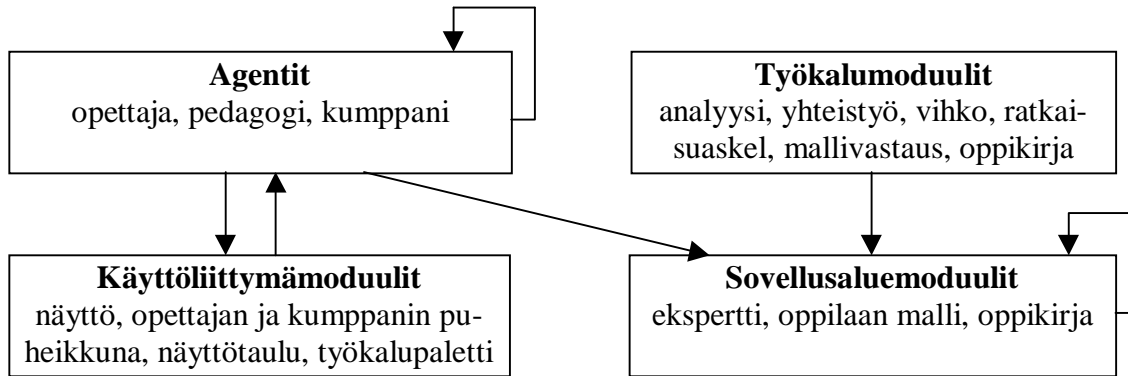 Agentit
opettaja, pedagogi, kumppani
Työkalumoduulit
analyysi, yhteistyö, vihko, ratkai-
suaskel, mallivastaus, oppikirja
Käyttöliittymämoduulit
näyttö, opettajan ja kumppanin pu-
heikkuna, näyttötaulu, työkalupaletti
Sovellusaluemoduulit
ekspertti, oppilaan malli, oppikirja